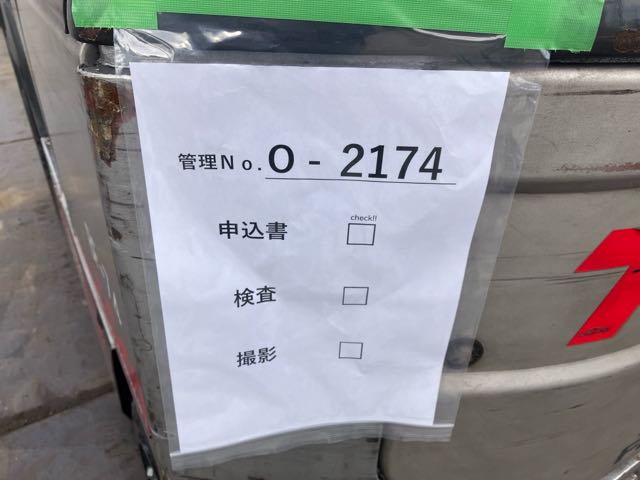 管理No. O - 2174
check!!
申込書 □
検査 □
撮影 □